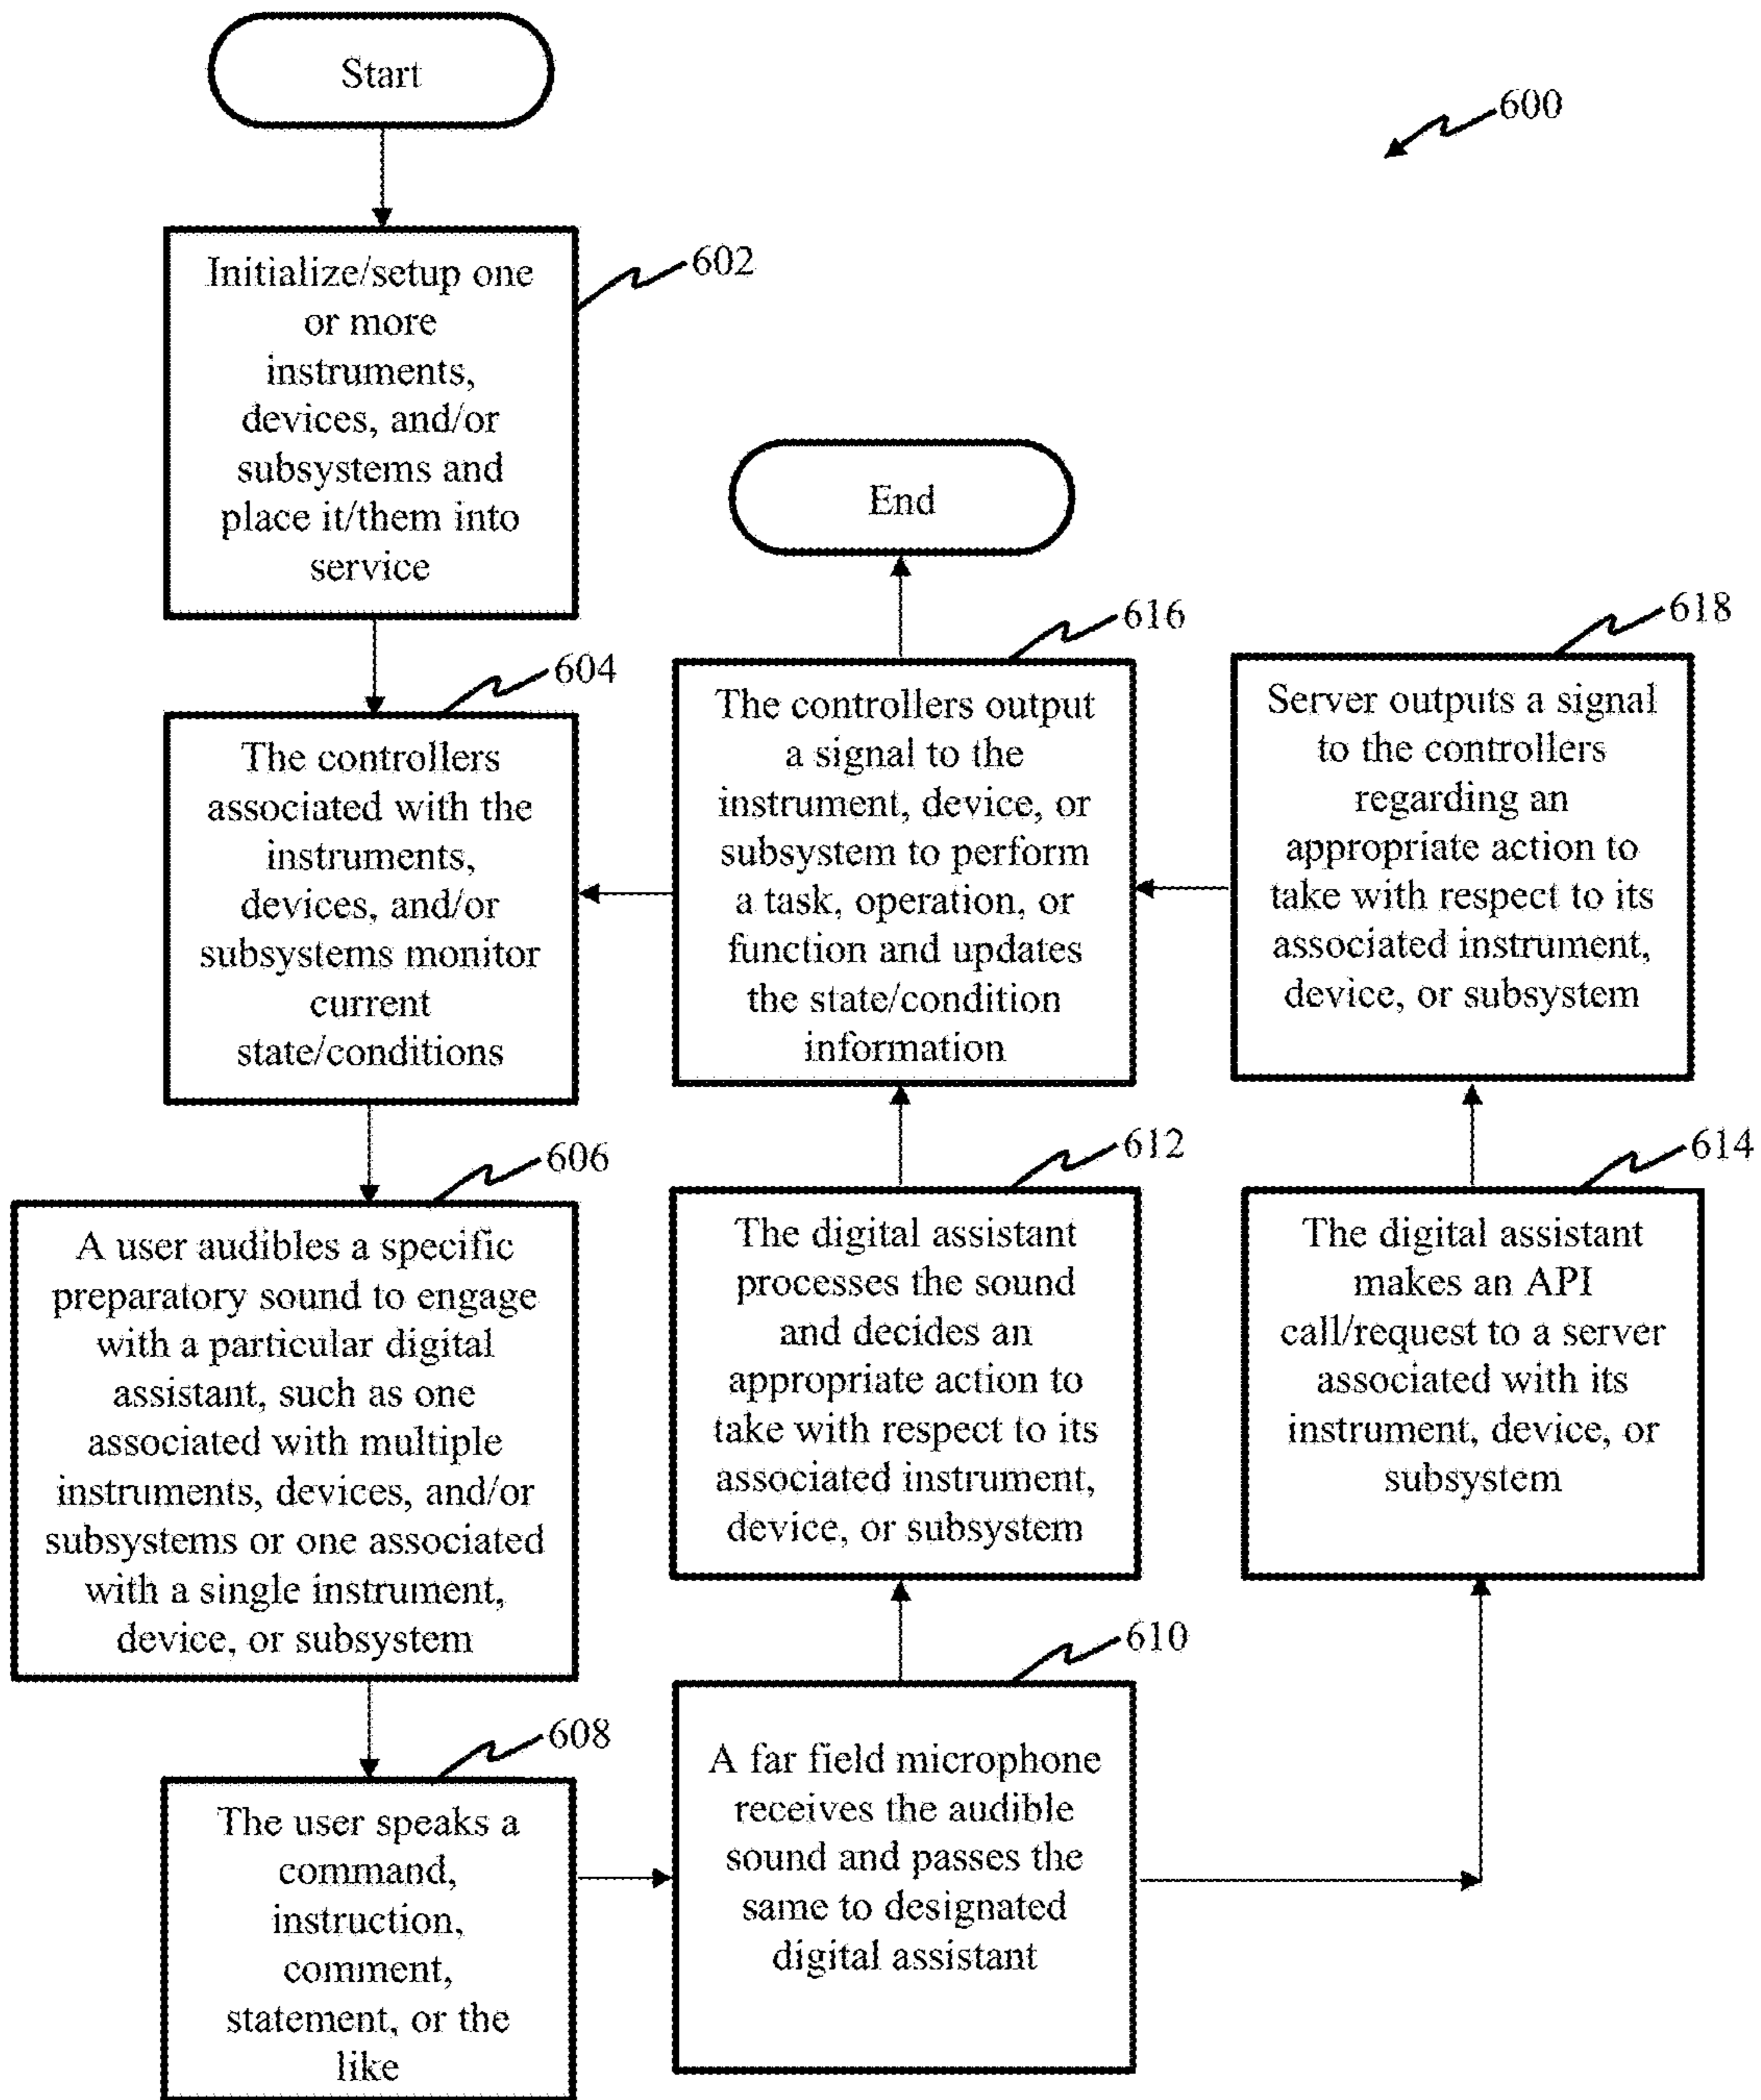 Start
600
Initialize/setup one
or more
instruments,
devices, and/or
subsystems and
place it/them into
service
602
The controllers
associated with the
instruments,
devices, and/or
subsystems monitor
current
state/conditions
604
A user audibles a specific
preparatory sound to engage
with a particular digital
assistant, such as one
associated with multiple
instruments, devices, and/or
subsystems or one associated
with a single instrument,
device, or subsystem
606
The user speaks a
command,
instruction,
comment,
statement, or the
like
608
A far field microphone
receives the audible
sound and passes the
same to designated
digital assistant
610
The digital assistant
processes the sound
and decides an
appropriate action to
take with respect to its
associated instrument,
device, or subsystem
612
The digital assistant
makes an API
call/request to a server
associated with its
instrument, device, or
subsystem
614
The controllers output
a signal to the
instrument, device, or
subsystem to perform
a task, operation, or
function and updates
the state/condition
information
616
Server outputs a signal
to the controllers
regarding an
appropriate action to
take with respect to its
associated instrument,
device, or subsystem
618
End